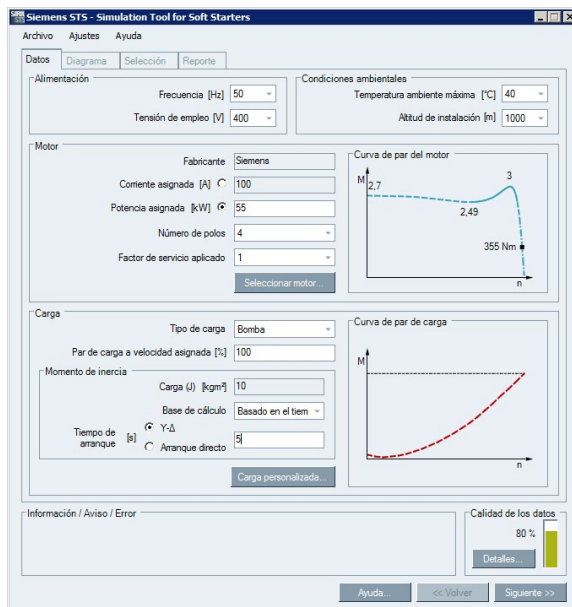 SIRIUS STS Siemens STS - Simulation Tool for Soft Starters
Archivo Ajustes Ayuda
Datos Diagrama Selección Reporte
Alimentación
Frecuencia [Hz] 50
Tensión de empleo [V] 400
Condiciones ambientales
Temperatura ambiente máxima [°C] 40
Altitud de instalación [m] 1000
Motor
Fabricante Siemens
Corriente asignada [A] 100
Potencia asignada [kW] 55
Número de polos 4
Factor de servicio aplicado 1
Seleccionar motor...
Curva de par del motor
M
2,7
3
2,49
355 Nm
n
Carga
Tipo de carga Bomba
Par de carga a velocidad asignada [%] 100
Momento de inercia
Carga (J) [kgm²] 10
Base de cálculo Basado en el tiem
Tiempo de arranque [s] Y-Δ
Arranque directo
5
Carga personalizada...
Curva de par de carga
M
n
Información / Aviso / Error
Calidad de los datos
80 %
Detalles...
Ayuda... << Volver Siguiente >>